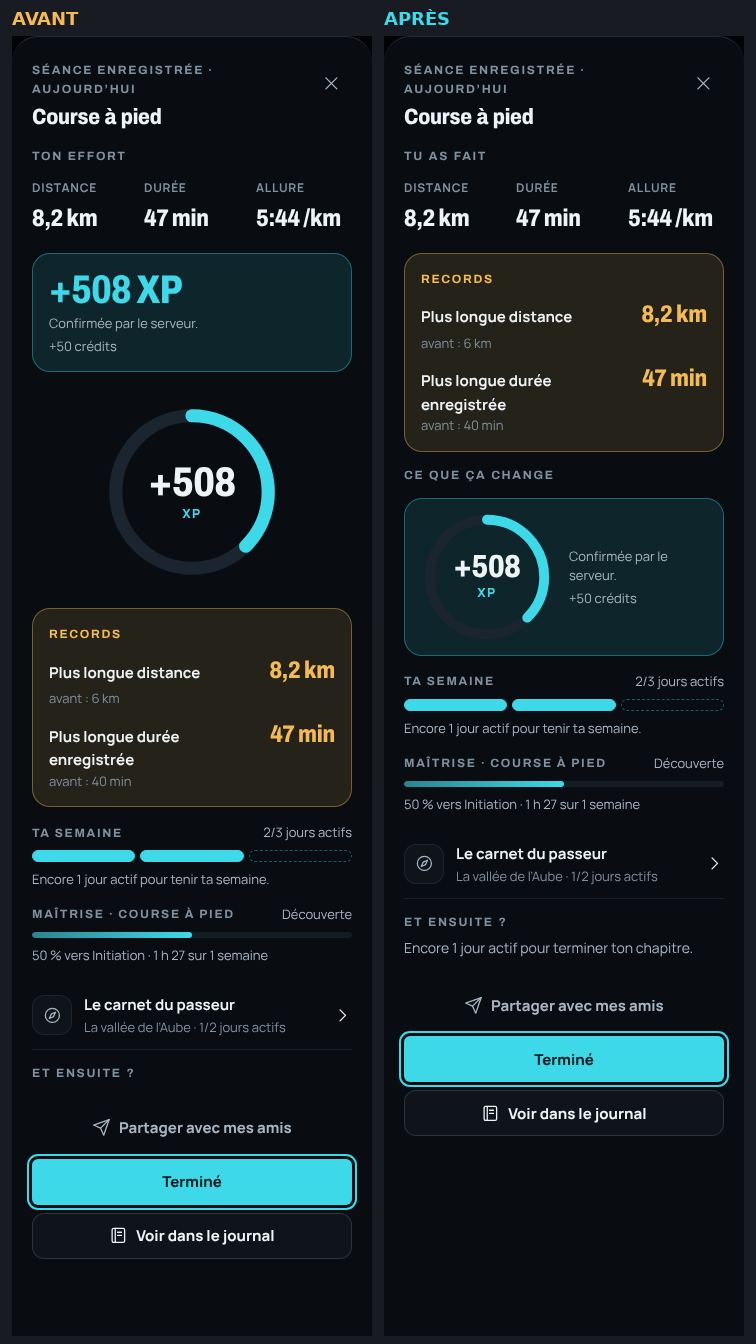 AVANT
SÉANCE ENREGISTRÉE ·
AUJOURD'HUI
Course à pied
TON EFFORT
DISTANCE DURÉE ALLURE
8,2 km 47 min 5:44 /km
+508 XP
Confirmée par le serveur.
+50 crédits
+508
XP
RECORDS
Plus longue distance 8,2 km
avant : 6 km
Plus longue durée 47 min
enregistrée
avant : 40 min
TA SEMAINE 2/3 jours actifs
Encore 1 jour actif pour tenir ta semaine.
MAÎTRISE · COURSE À PIED Découverte
50 % vers Initiation · 1 h 27 sur 1 semaine
Le carnet du passeur
La vallée de l'Aube · 1/2 jours actifs
ET ENSUITE ?
Partager avec mes amis
Terminé
Voir dans le journal
APRÈS
SÉANCE ENREGISTRÉE ·
AUJOURD'HUI
Course à pied
TU AS FAIT
DISTANCE DURÉE ALLURE
8,2 km 47 min 5:44 /km
RECORDS
Plus longue distance 8,2 km
avant : 6 km
Plus longue durée 47 min
enregistrée
avant : 40 min
CE QUE ÇA CHANGE
+508
XP
Confirmée par le
serveur.
+50 crédits
TA SEMAINE 2/3 jours actifs
Encore 1 jour actif pour tenir ta semaine.
MAÎTRISE · COURSE À PIED Découverte
50 % vers Initiation · 1 h 27 sur 1 semaine
Le carnet du passeur
La vallée de l'Aube · 1/2 jours actifs
ET ENSUITE ?
Encore 1 jour actif pour terminer ton chapitre.
Partager avec mes amis
Terminé
Voir dans le journal